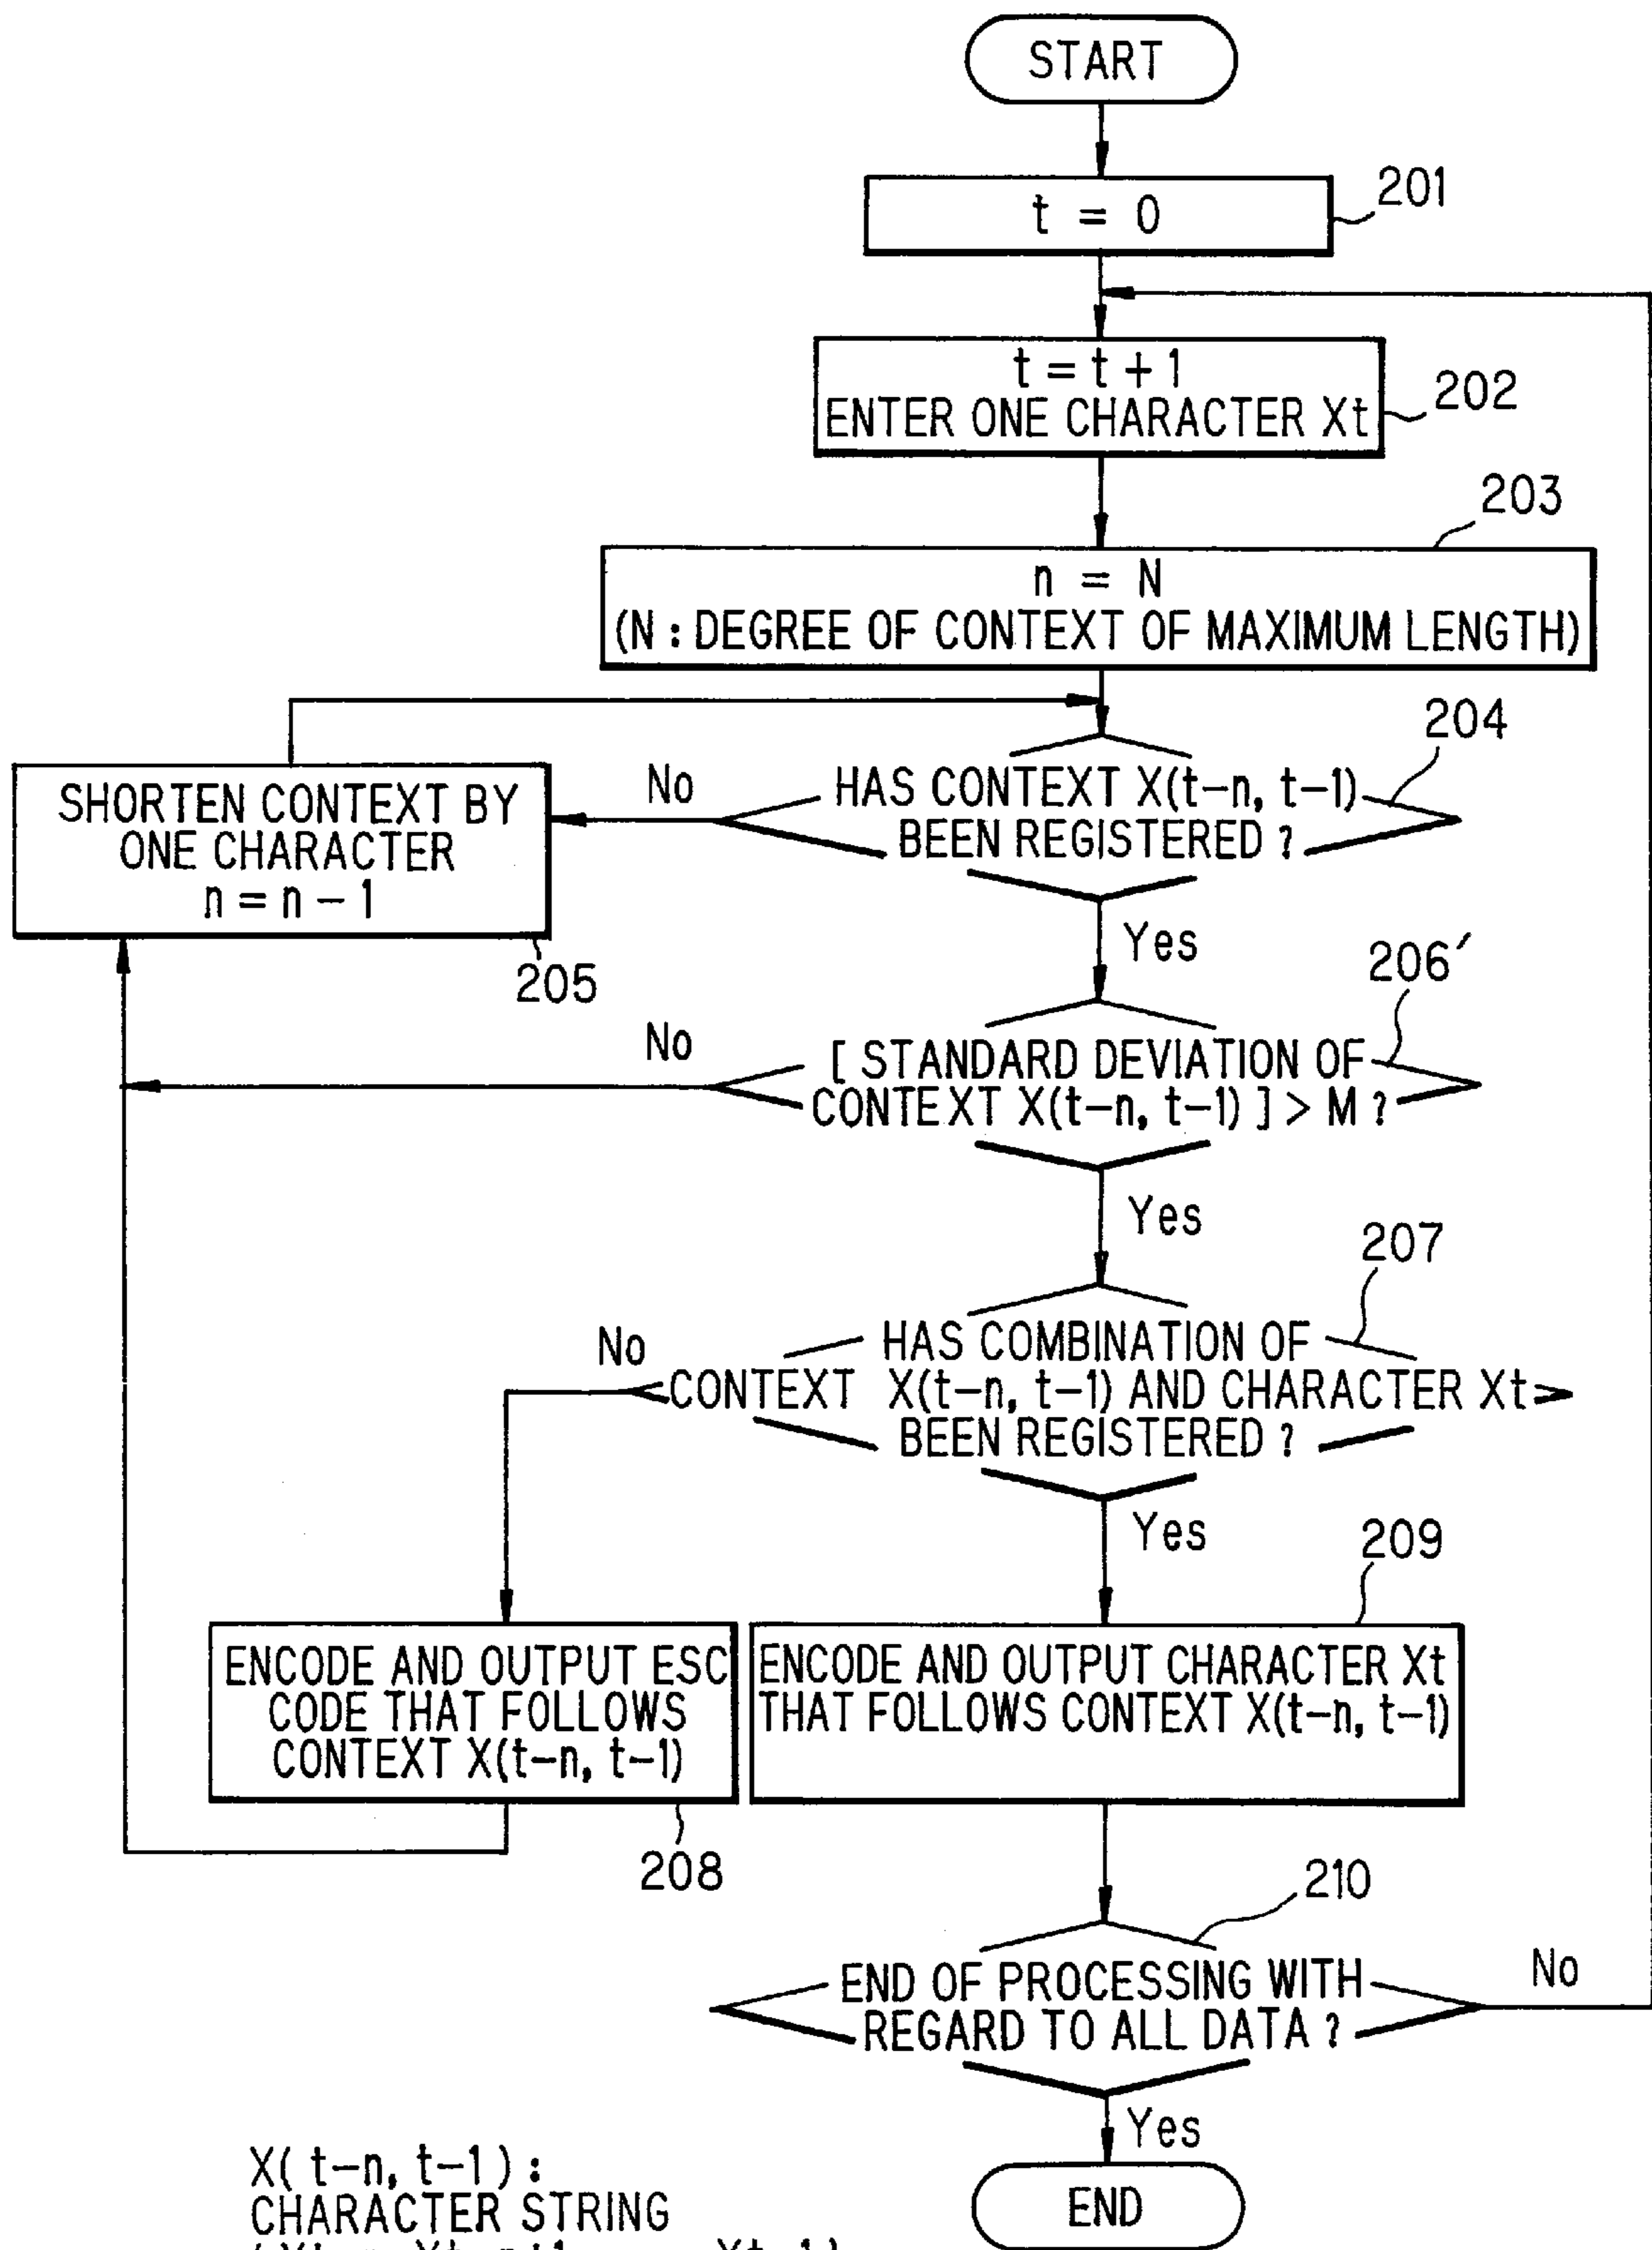 START
t = 0
201
t = t + 1
ENTER ONE CHARACTER Xt
202
203
n = N
(N : DEGREE OF CONTEXT OF MAXIMUM LENGTH)
204
SHORTEN CONTEXT BY
ONE CHARACTER
n = n - 1
205
No
HAS CONTEXT X(t-n, t-1)
BEEN REGISTERED ?
Yes
206′
No
[ STANDARD DEVIATION OF
CONTEXT X(t-n, t-1) ] > M ?
Yes
207
No
HAS COMBINATION OF
CONTEXT X(t-n, t-1) AND CHARACTER Xt
BEEN REGISTERED ?
Yes
209
ENCODE AND OUTPUT ESC
CODE THAT FOLLOWS
CONTEXT X(t-n, t-1)
208
ENCODE AND OUTPUT CHARACTER Xt
THAT FOLLOWS CONTEXT X(t-n, t-1)
210
END OF PROCESSING WITH
REGARD TO ALL DATA ?
No
Yes
END
X( t-n, t-1 ) :
CHARACTER STRING